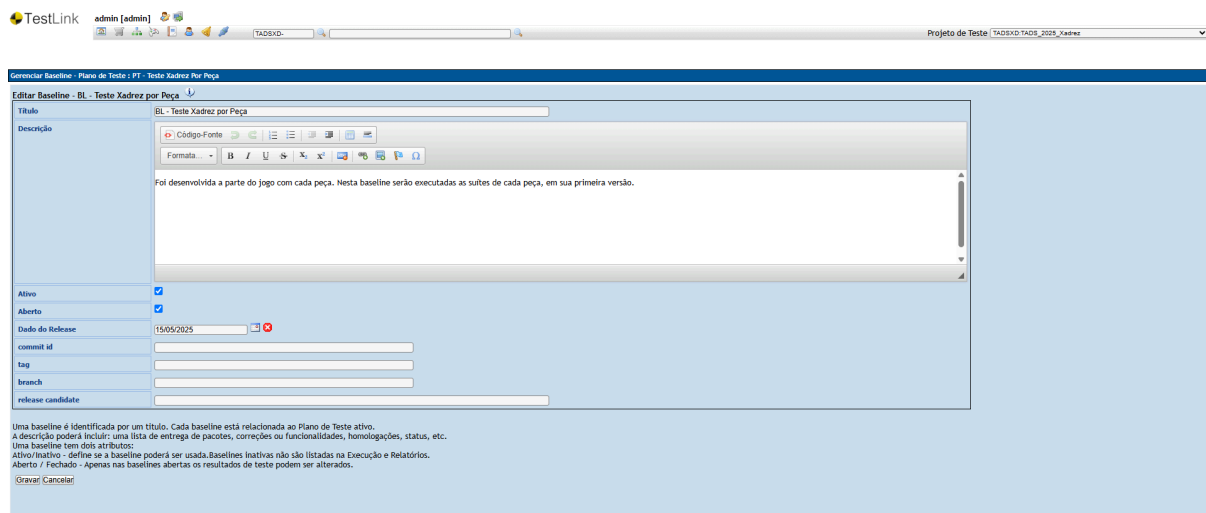 TestLink admin [admin]
TADSXD-
Projeto de Teste TADSXD:TADS_2025_Xadrez
Gerenciar Baseline - Plano de Teste : PT - Teste Xadrez Por Peça
Editar Baseline - BL - Teste Xadrez por Peça
Título BL - Teste Xadrez por Peça
Descrição
Código-Fonte
Formata... B I U S X₂ X² Ω
Foi desenvolvida a parte do jogo com cada peça. Nesta baseline serão executadas as suítes de cada peça, em sua primeira versão.
Ativo
Aberto
Dado do Release 15/05/2025
commit id
tag
branch
release candidate
Uma baseline é identificada por um título. Cada baseline está relacionada ao Plano de Teste ativo.
A descrição poderá incluir: uma lista de entrega de pacotes, correções ou funcionalidades, homologações, status, etc.
Uma baseline tem dois atributos:
Ativo/Inativo - define se a baseline poderá ser usada.Baselines inativas não são listadas na Execução e Relatórios.
Aberto / Fechado - Apenas nas baselines abertas os resultados de teste podem ser alterados.
Gravar Cancelar